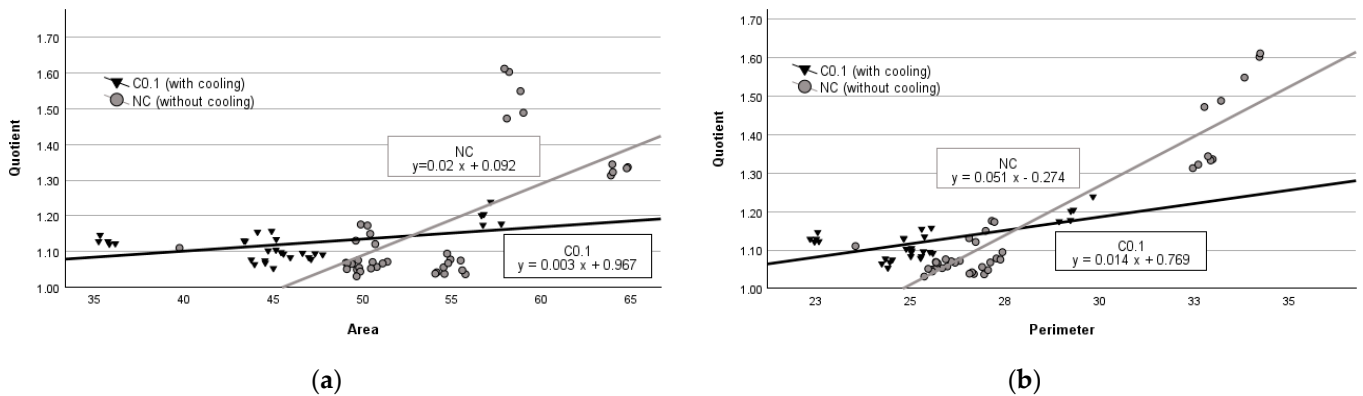 1.70
1.60
1.50
1.40
1.30
1.20
1.10
1.00
Quotient
C0.1 (with cooling)
NC (without cooling)
NC
y=0.02 x + 0.092
C0.1
y = 0.003 x + 0.967
35 40 45 50 55 60 65
Area
(a)
1.70
1.60
1.50
1.40
1.30
1.20
1.10
1.00
Quotient
C0.1 (with cooling)
NC (without cooling)
NC
y = 0.051 x - 0.274
C0.1
y = 0.014 x + 0.769
23 25 28 30 33 35
Perimeter
(b)